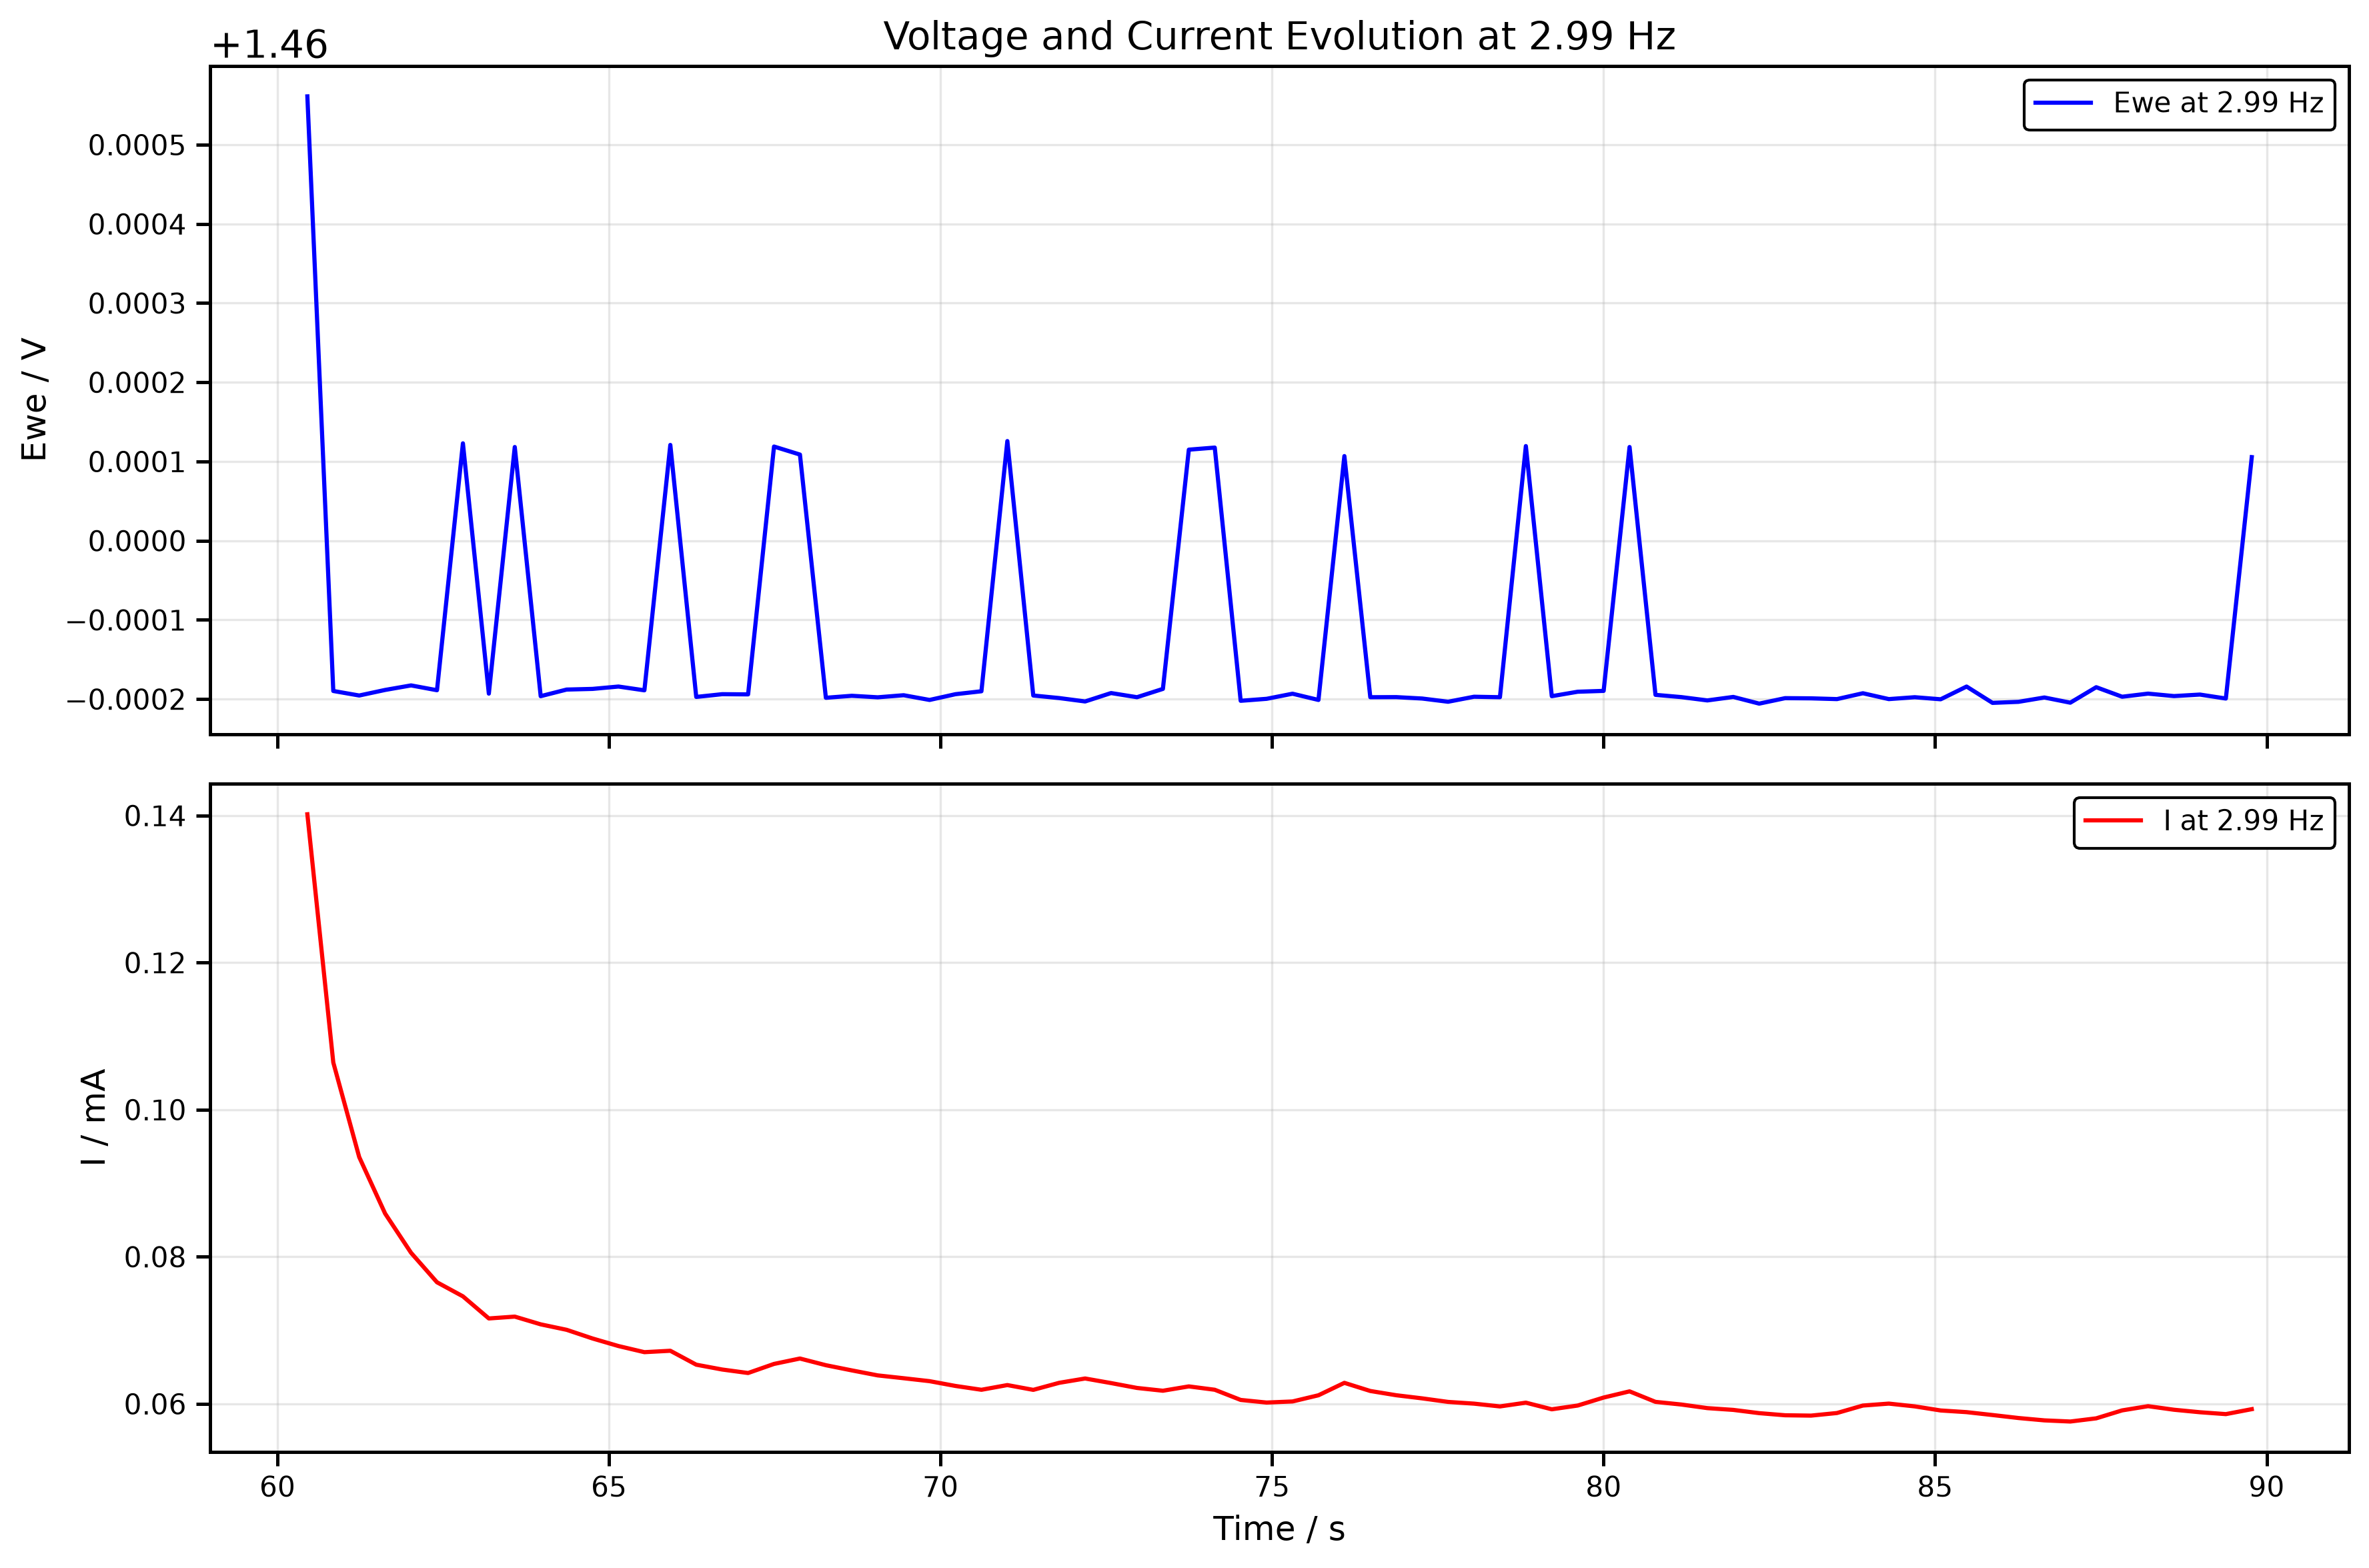 Voltage and Current Evolution at 2.99 Hz
+1.46
Ewe at 2.99 Hz
0.0005
0.0004
0.0003
0.0002
0.0001
0.0000
−0.0001
−0.0002
Ewe / V
I at 2.99 Hz
0.14
0.12
0.10
0.08
0.06
I / mA
60 65 70 75 80 85 90
Time / s